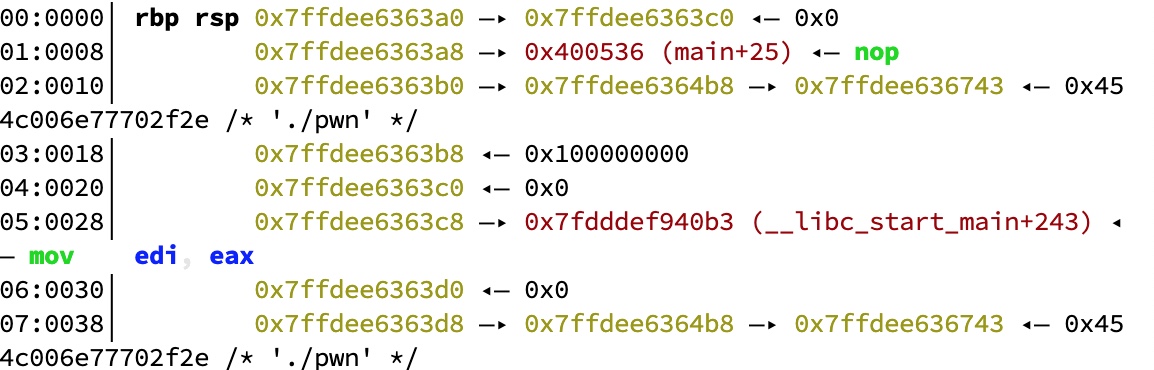 00:0000│ rbp rsp 0x7ffdee6363a0 —▸ 0x7ffdee6363c0 ◂— 0x0
01:0008│ 0x7ffdee6363a8 —▸ 0x400536 (main+25) ◂— nop
02:0010│ 0x7ffdee6363b0 —▸ 0x7ffdee6364b8 —▸ 0x7ffdee636743 ◂— 0x45
4c006e77702f2e /* './pwn' */
03:0018│ 0x7ffdee6363b8 ◂— 0x100000000
04:0020│ 0x7ffdee6363c0 ◂— 0x0
05:0028│ 0x7ffdee6363c8 —▸ 0x7fdddef940b3 (__libc_start_main+243) ◂
— mov edi, eax
06:0030│ 0x7ffdee6363d0 ◂— 0x0
07:0038│ 0x7ffdee6363d8 —▸ 0x7ffdee6364b8 —▸ 0x7ffdee636743 ◂— 0x45
4c006e77702f2e /* './pwn' */